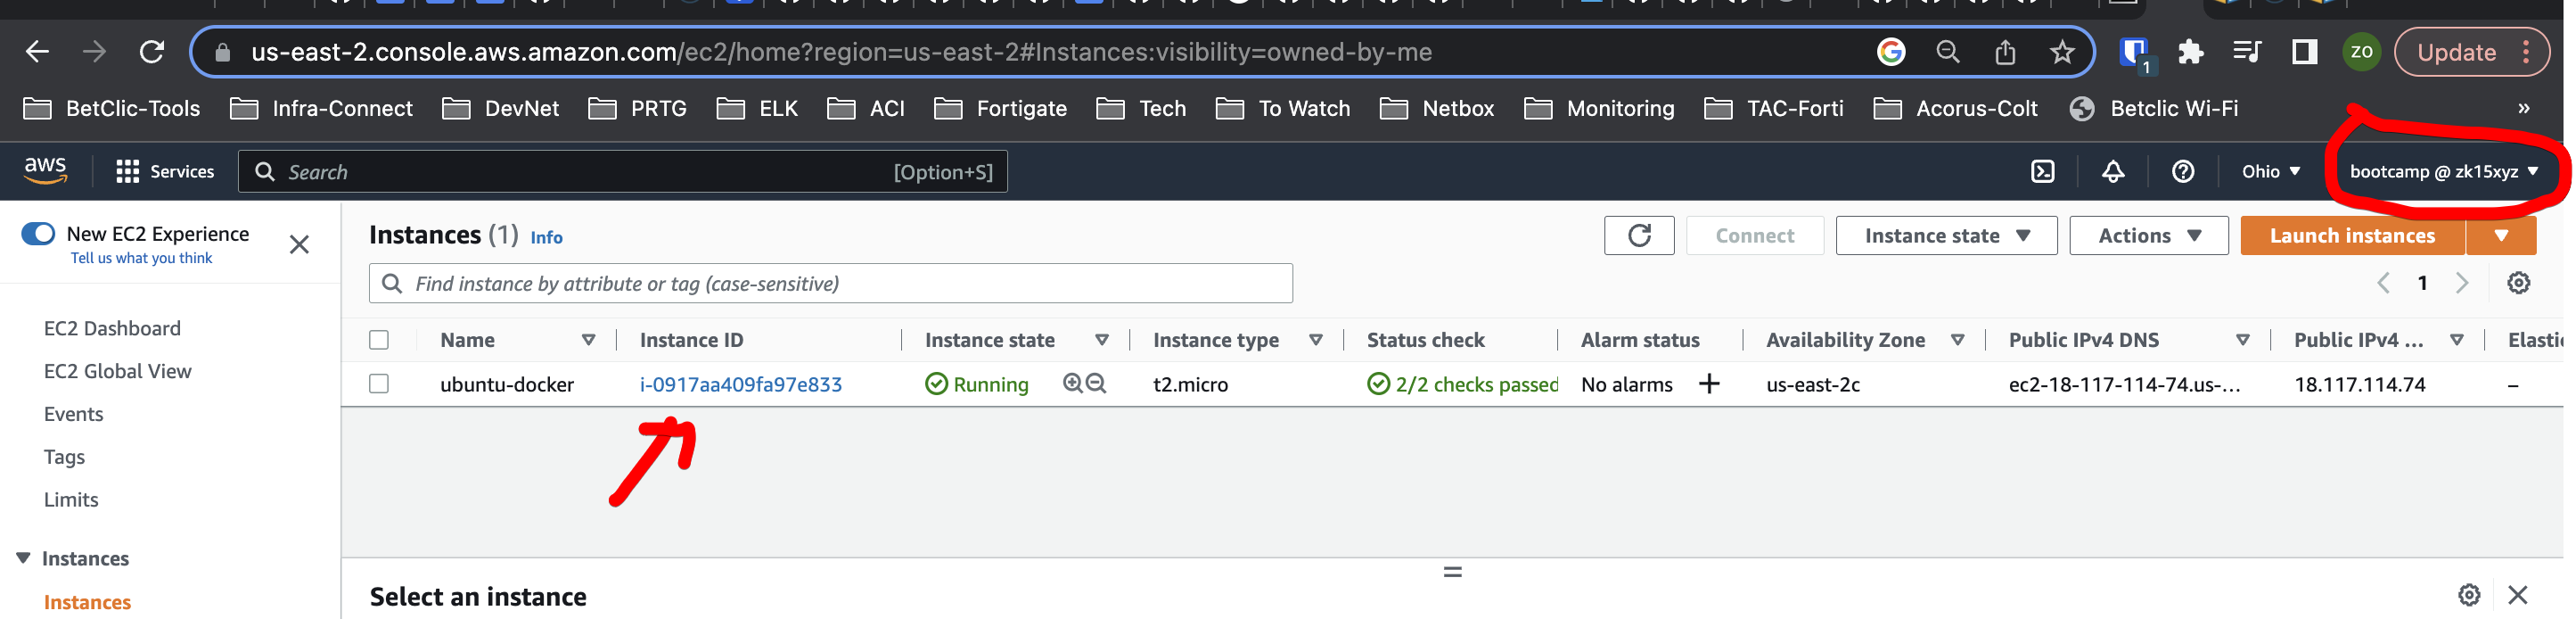 us-east-2.console.aws.amazon.com/ec2/home?region=us-east-2#Instances:visibility=owned-by-me
1
ZO
Update
BetClic-Tools Infra-Connect DevNet PRTG ELK ACI Fortigate Tech To Watch Netbox Monitoring TAC-Forti Acorus-Colt Betclic Wi-Fi »
aws Services Search [Option+S] Ohio bootcamp @ zk15xyz
New EC2 Experience
Tell us what you think
EC2 Dashboard
EC2 Global View
Events
Tags
Limits
Instances
Instances
Instances (1) Info Connect Instance state Actions Launch instances
Find instance by attribute or tag (case-sensitive) 1
Name Instance ID Instance state Instance type Status check Alarm status Availability Zone Public IPv4 DNS Public IPv4 ... Elastic
ubuntu-docker i-0917aa409fa97e833 Running t2.micro 2/2 checks passed No alarms + us-east-2c ec2-18-117-114-74.us-... 18.117.114.74 –
Select an instance